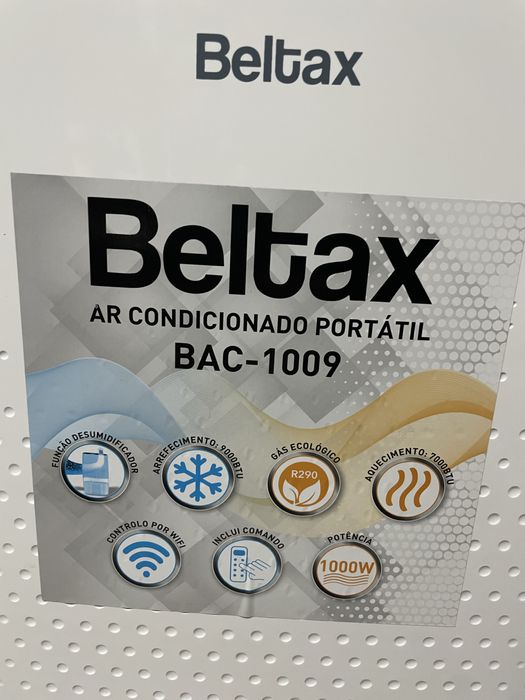 Beltax
Beltax
AR CONDICIONADO PORTÁTIL
BAC-1009
FUNÇÃO DESUMIDIFICADOR
ARREFECIMENTO: 9000BTU
GÁS ECOLÓGICO
R290
AQUECIMENTO: 7000BTU
CONTROLO POR WIFI
INCLUI COMANDO
POTÊNCIA
1000W